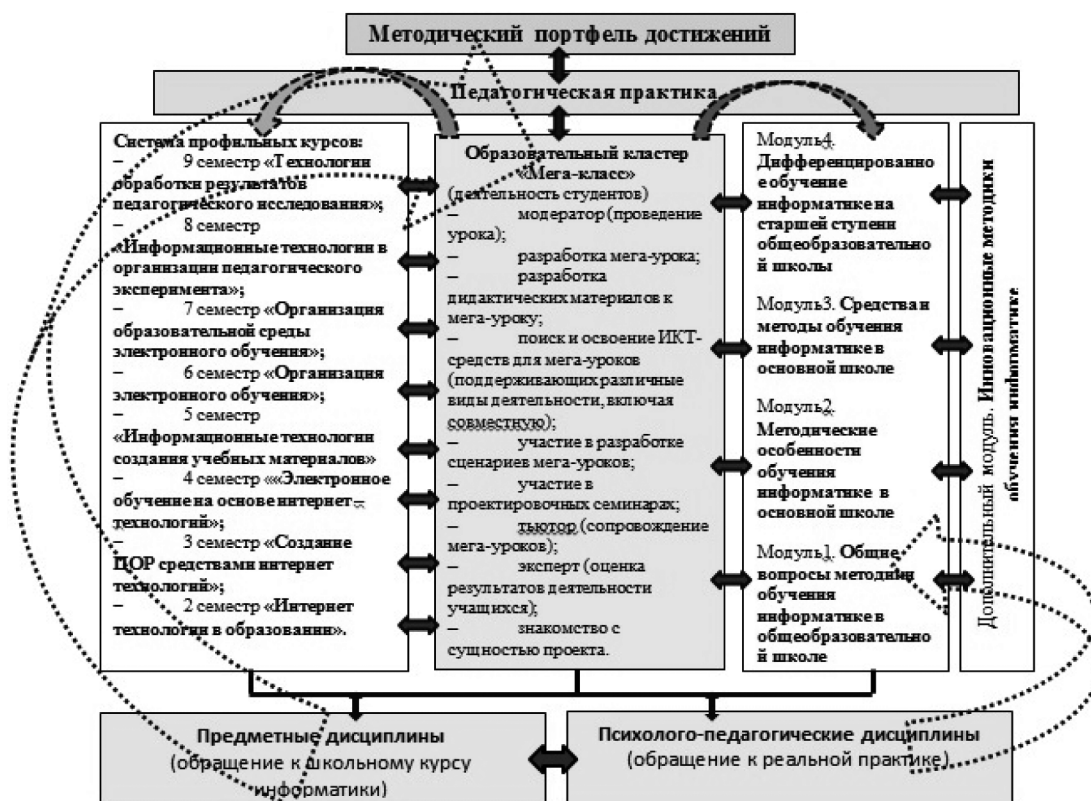 Методический портфель достижений
Педагогическая практика
Система профильных курсов:
– 9 семестр «Технологии
обработки результатов
педагогического исследования»;
– 8 семестр
«Информационные технологии в
организации педагогического
эксперимента»;
– 7 семестр «Организация
образовательной среды
электронного обучения»;
– 6 семестр «Организация
электронного обучения»;
– 5 семестр
«Информационные технологии
создания учебных материалов»
– 4 семестр ««Электронное
обучение на основе интернет –
технологий»;
– 3 семестр «Создание
ЦОР средствами интернет
технологий»;
– 2 семестр «Интернет
технологии в образовании».
Образовательный кластер
«Мега-класс»
(деятельность студентов)
– модератор (проведение
урока);
– разработка мега-урока;
– разработка
дидактических материалов к
мега-уроку;
– поиск и освоение ИКТ-
средств для мега-уроков
(поддерживающих различные
виды деятельности, включая
совместную);
– участие в разработке
сценариев мега-уроков;
– участие в
проектировочных семинарах;
– тьютор (сопровождение
мега-уроков);
– эксперт (оценка
результатов деятельности
учащихся);
– знакомство с
сущностью проекта.
Модуль4.
Дифференцированно
е обучение
информатике на
старшей ступени
общеобразовательно
й школы
Модуль3. Средства и
методы обучения
информатике в
основной школе
Модуль2.
Методические
особенности
обучения
информатике в
основной школе
Модуль1. Общие
вопросы методики
обучения
информатике в
общеобразовательно
й школе
Дополнительный модуль. Инновационные методики
обучения информатике
Предметные дисциплины
(обращение к школьному курсу
информатики)
Психолого-педагогические дисциплины
(обращение к реальной практике)